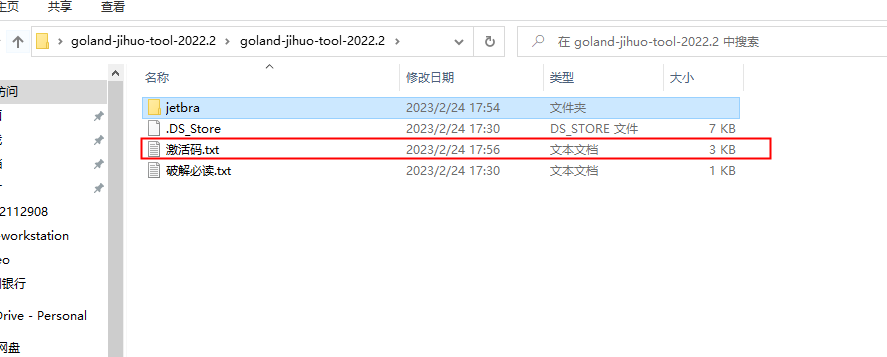 主页 共享 查看
goland-jihuo-tool-2022.2 goland-jihuo-tool-2022.2 在 goland-jihuo-tool-2022.2 中搜索
名称 修改日期 类型 大小
访问
jetbra 2023/2/24 17:54 文件夹
.DS_Store 2023/2/24 17:30 DS_STORE 文件 7 KB
激活码.txt 2023/2/24 17:56 文本文档 3 KB
破解必读.txt 2023/2/24 17:30 文本文档 1 KB
2112908
workstation
eo
银行
Drive - Personal
网盘